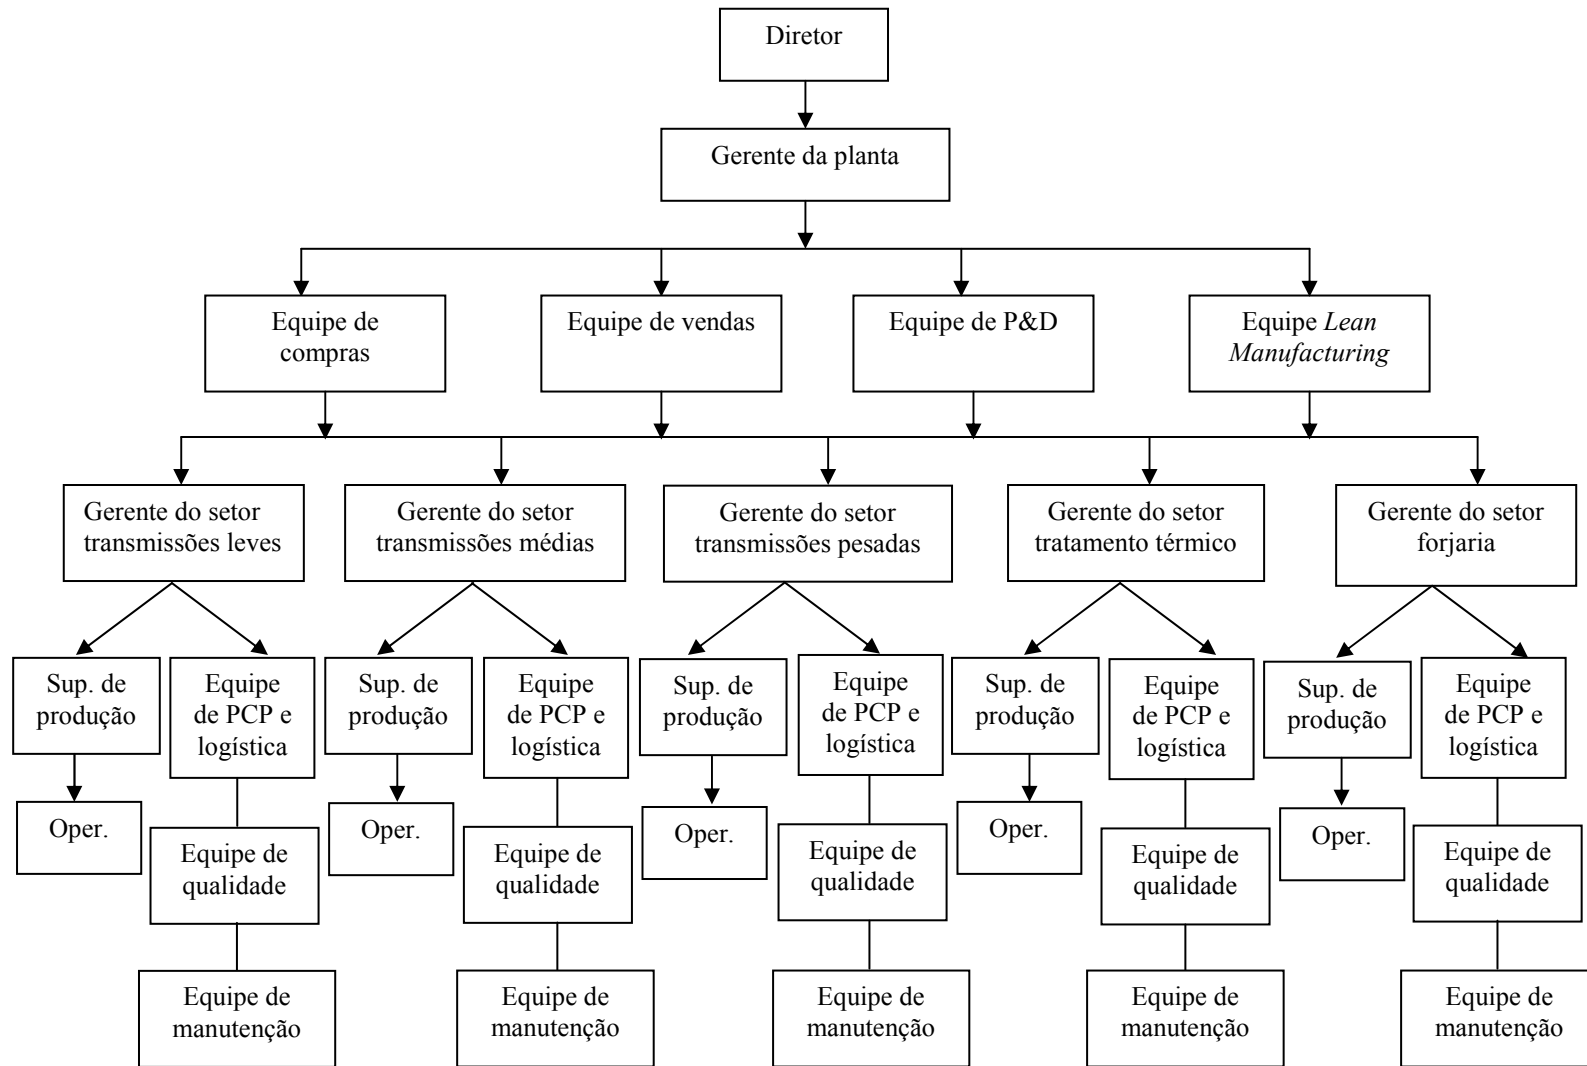 Diretor
Gerente da planta
Equipe de
compras
Equipe de vendas
Equipe de P&D
Equipe Lean
Manufacturing
Gerente do setor
transmissões leves
Gerente do setor
transmissões médias
Gerente do setor
transmissões pesadas
Gerente do setor
tratamento térmico
Gerente do setor
forjaria
Sup. de
produção
Equipe
de PCP e
logística
Sup. de
produção
Equipe
de PCP e
logística
Sup. de
produção
Equipe
de PCP e
logística
Sup. de
produção
Equipe
de PCP e
logística
Sup. de
produção
Equipe
de PCP e
logística
Oper.
Equipe de
qualidade
Oper.
Equipe de
qualidade
Oper.
Equipe de
qualidade
Oper.
Equipe de
qualidade
Oper.
Equipe de
qualidade
Equipe de
manutenção
Equipe de
manutenção
Equipe de
manutenção
Equipe de
manutenção
Equipe de
manutenção